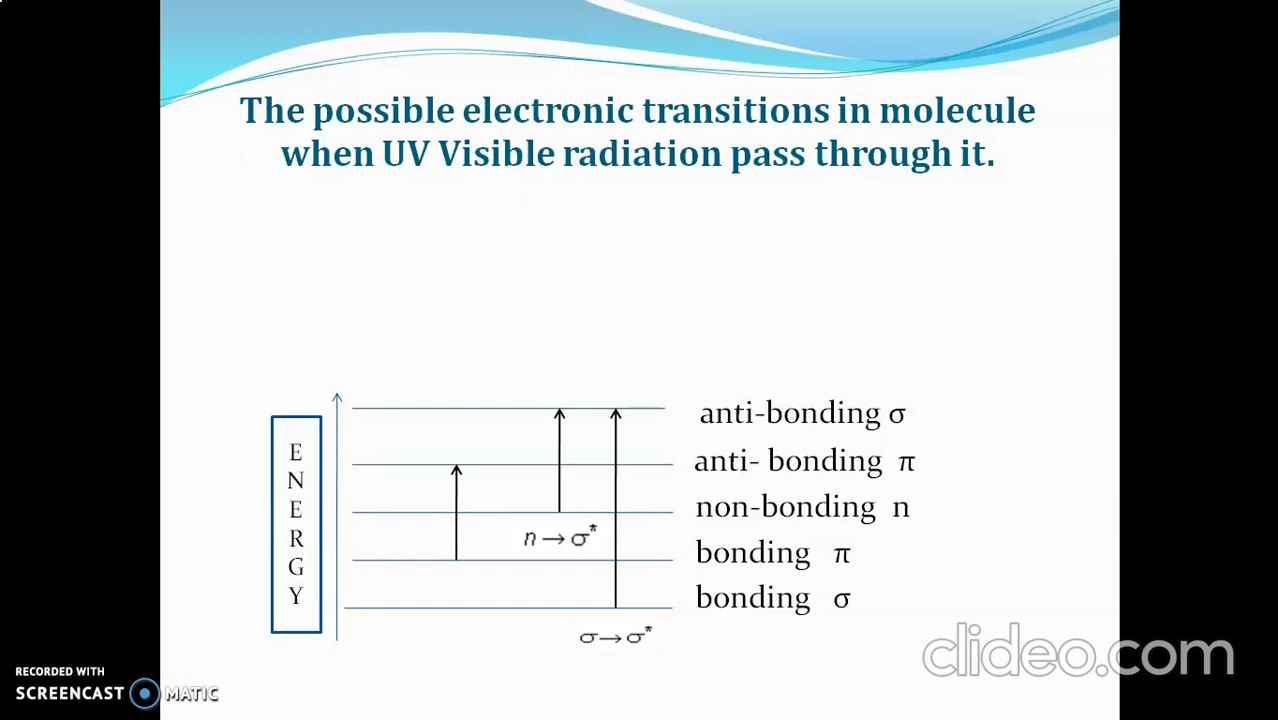 The possible electronic transitions in molecule
when UV Visible radiation pass through it.
E
N
E
R
G
Y
anti-bonding σ
anti- bonding π
non-bonding n
n → σ*
bonding π
bonding σ
σ → σ*
clideo.com
RECORDED WITH
SCREENCAST MATIC